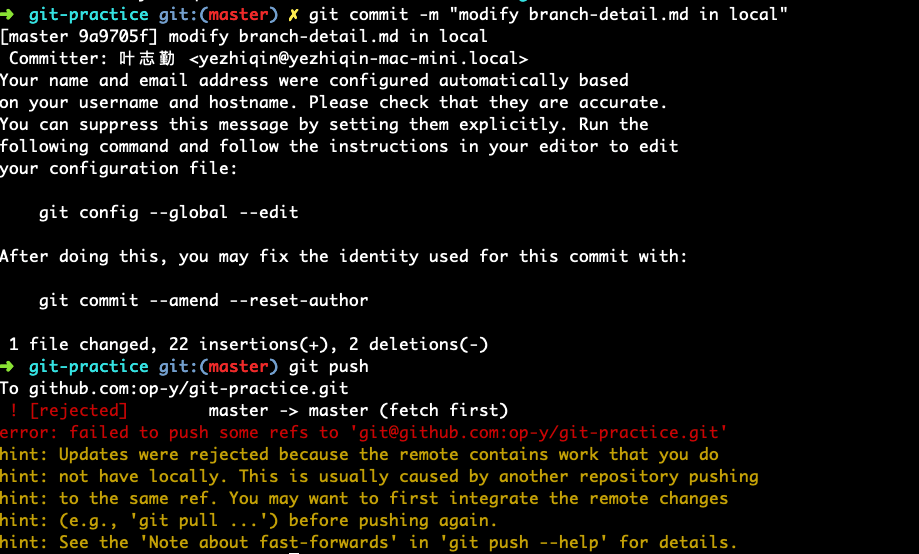 ➜ git-practice git:(master) ✗ git commit -m "modify branch-detail.md in local"
[master 9a9705f] modify branch-detail.md in local
Committer: 叶志勤 <yezhiqin@yezhiqin-mac-mini.local>
Your name and email address were configured automatically based
on your username and hostname. Please check that they are accurate.
You can suppress this message by setting them explicitly. Run the
following command and follow the instructions in your editor to edit
your configuration file:
git config --global --edit
After doing this, you may fix the identity used for this commit with:
git commit --amend --reset-author
1 file changed, 22 insertions(+), 2 deletions(-)
➜ git-practice git:(master) git push
To github.com:op-y/git-practice.git
! [rejected] master -> master (fetch first)
error: failed to push some refs to 'git@github.com:op-y/git-practice.git'
hint: Updates were rejected because the remote contains work that you do
hint: not have locally. This is usually caused by another repository pushing
hint: to the same ref. You may want to first integrate the remote changes
hint: (e.g., 'git pull ...') before pushing again.
hint: See the 'Note about fast-forwards' in 'git push --help' for details.